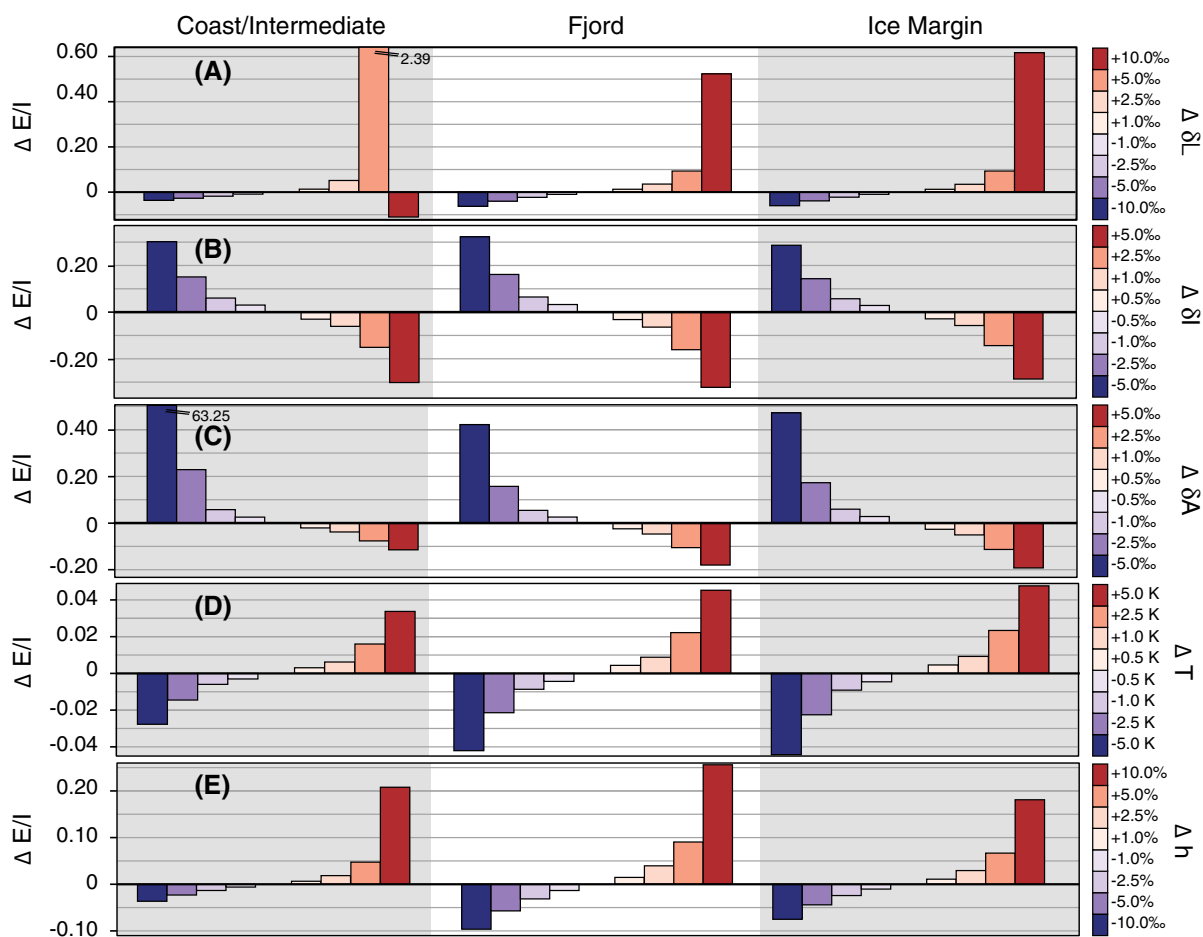 Coast/Intermediate Fjord Ice Margin
(A)
Δ E/I
0.60
0.40
0.20
0
2.39
+10.0‰
+5.0‰
+2.5‰
+1.0‰
-1.0‰
-2.5‰
-5.0‰
-10.0‰
Δ δL
(B)
Δ E/I
0.20
0
-0.20
+5.0‰
+2.5‰
+1.0‰
+0.5‰
-0.5‰
-1.0‰
-2.5‰
-5.0‰
Δ δI
(C)
Δ E/I
0.40
0.20
0
-0.20
63.25
+5.0‰
+2.5‰
+1.0‰
+0.5‰
-0.5‰
-1.0‰
-2.5‰
-5.0‰
Δ δA
(D)
Δ E/I
0.04
0.02
0
-0.02
-0.04
+5.0 K
+2.5 K
+1.0 K
+0.5 K
-0.5 K
-1.0 K
-2.5 K
-5.0 K
Δ T
(E)
Δ E/I
0.20
0.10
0
-0.10
+10.0%
+5.0%
+2.5%
+1.0%
-1.0%
-2.5%
-5.0%
-10.0%
Δ h